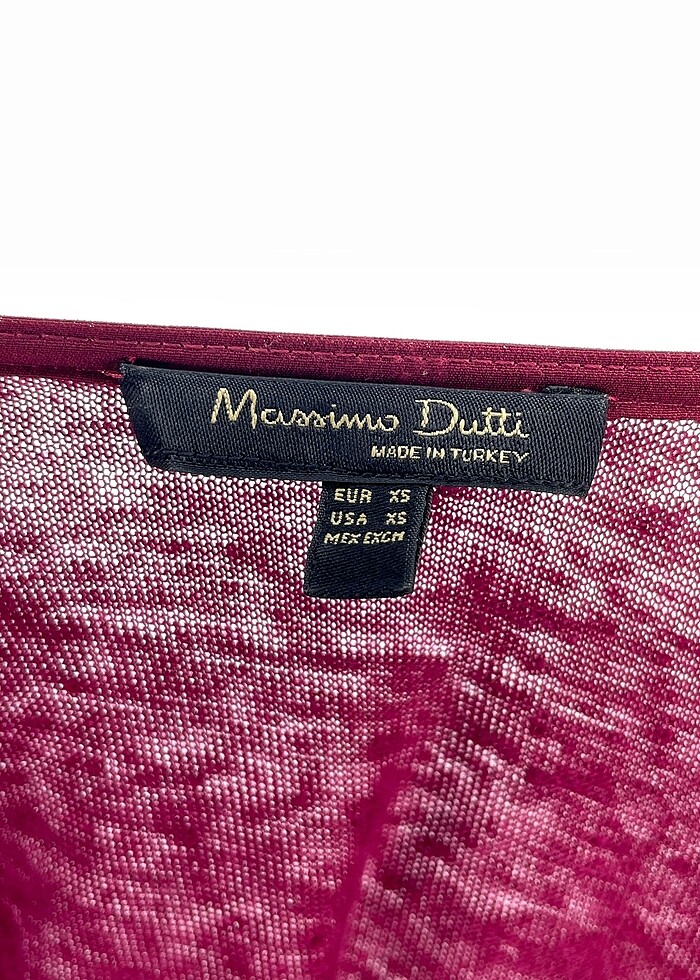 Massimo Dutti
MADE IN TURKEY
EUR XS
USA XS
MEX EXCH